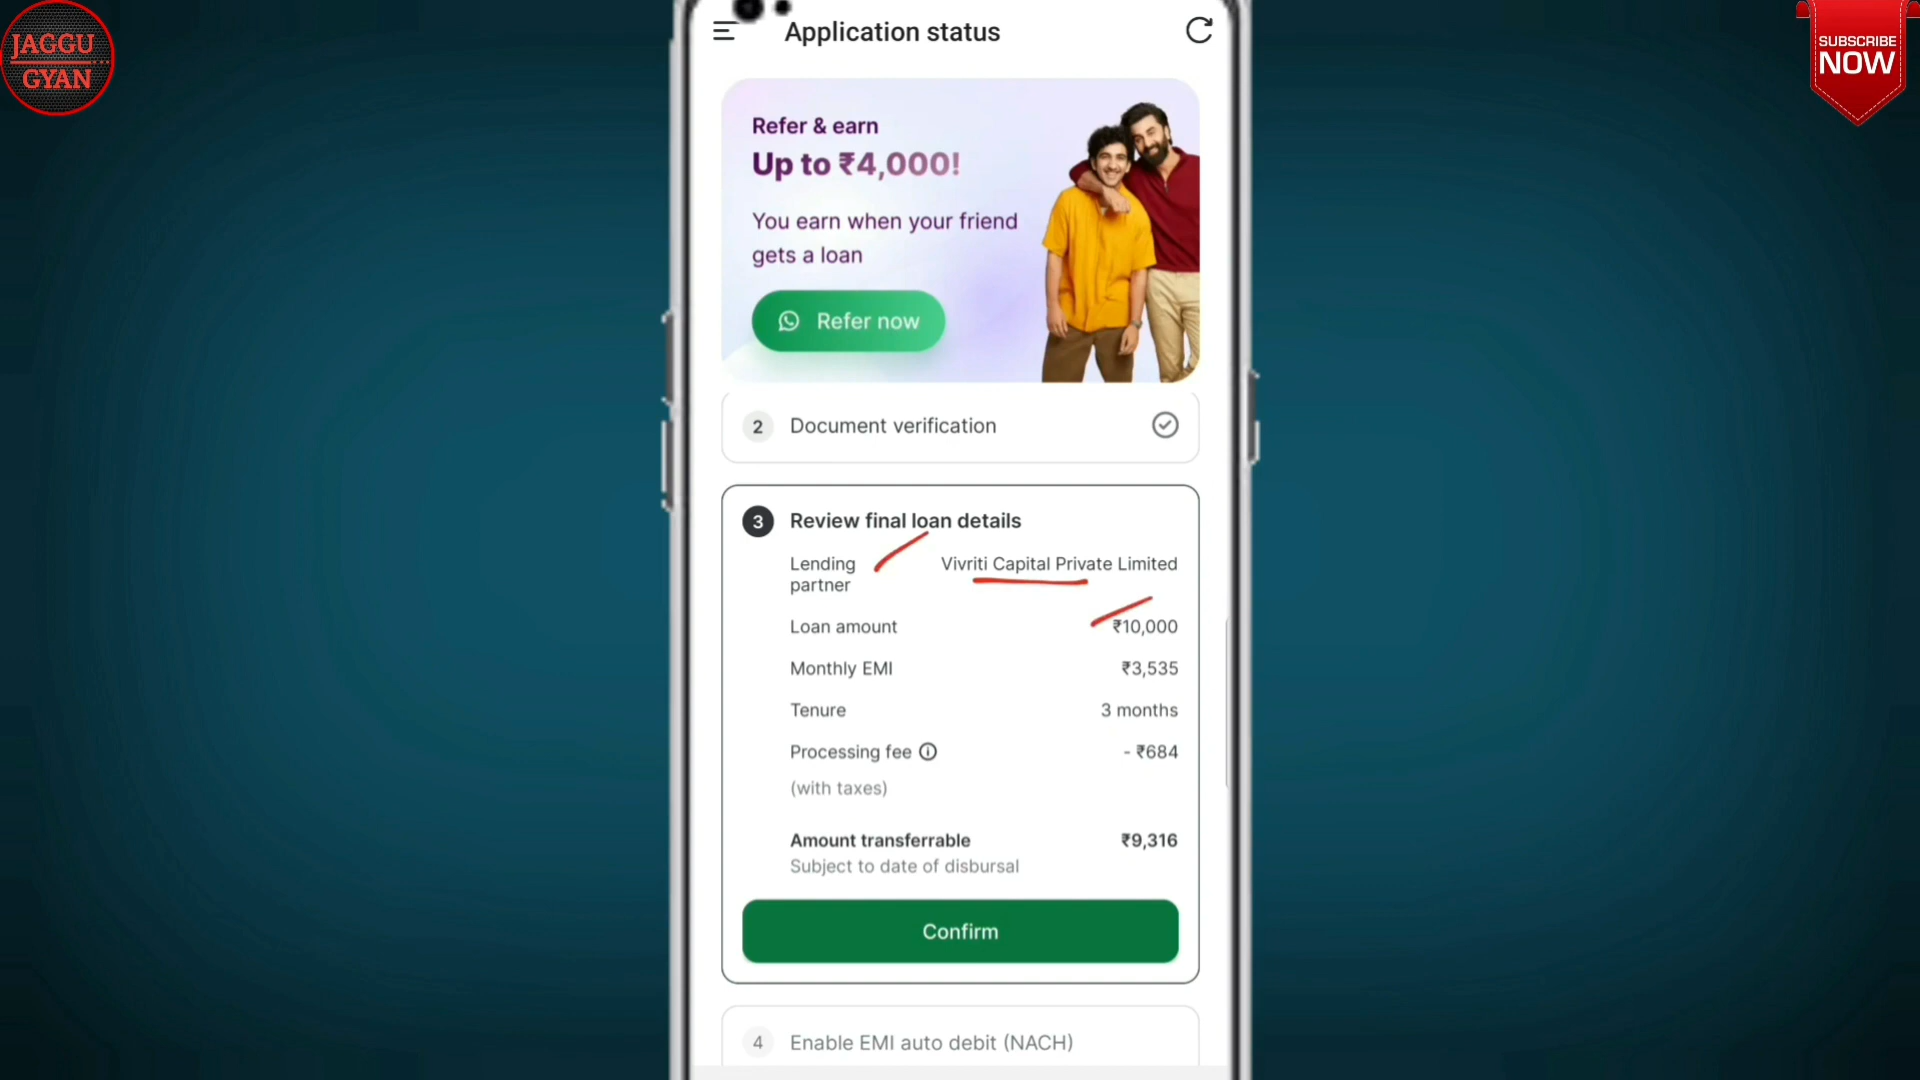 JAGGU
GYAN
SUBSCRIBE
NOW
Application status
Refer & earn
Up to ₹4,000!
You earn when your friend
gets a loan
Refer now
2 Document verification
3 Review final loan details
Lending partner Vivriti Capital Private Limited
Loan amount ₹10,000
Monthly EMI ₹3,535
Tenure 3 months
Processing fee - ₹684
(with taxes)
Amount transferrable ₹9,316
Subject to date of disbursal
Confirm
4 Enable EMI auto debit (NACH)